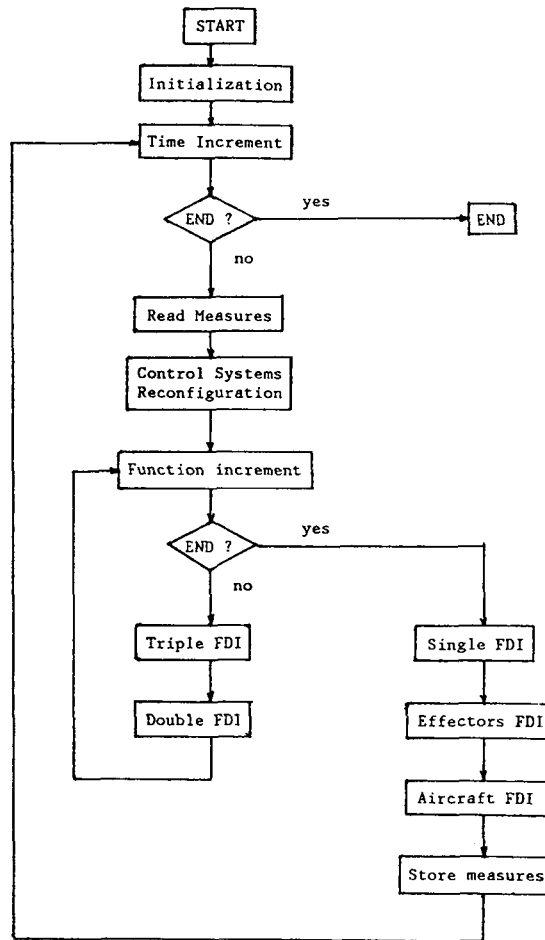 START
Initialization
Time Increment
END ?
yes
END
no
Read Measures
Control Systems
Reconfiguration
Function increment
END ?
yes
no
Triple FDI
Single FDI
Double FDI
Effectors FDI
Aircraft FDI
Store measures